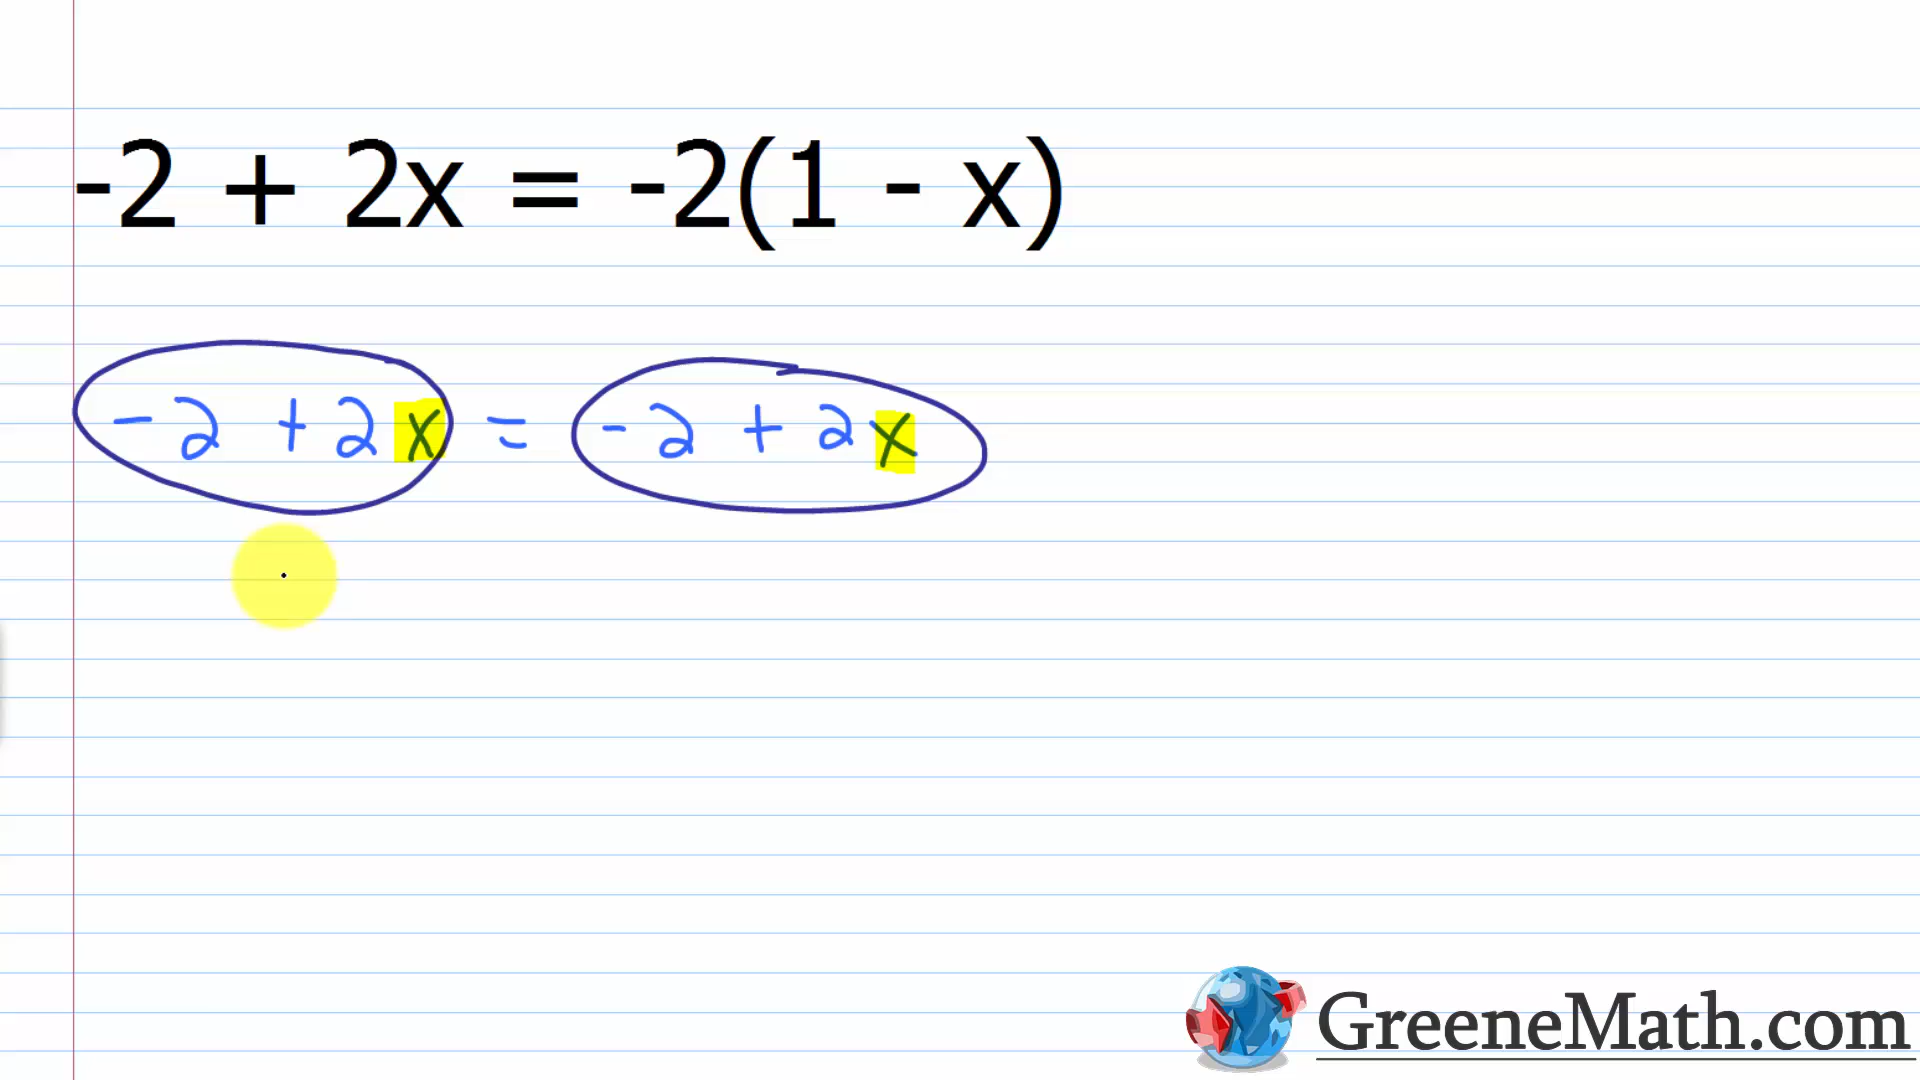 -2 + 2x = -2(1 - x)
-2 + 2x = -2 + 2x
GreeneMath.com